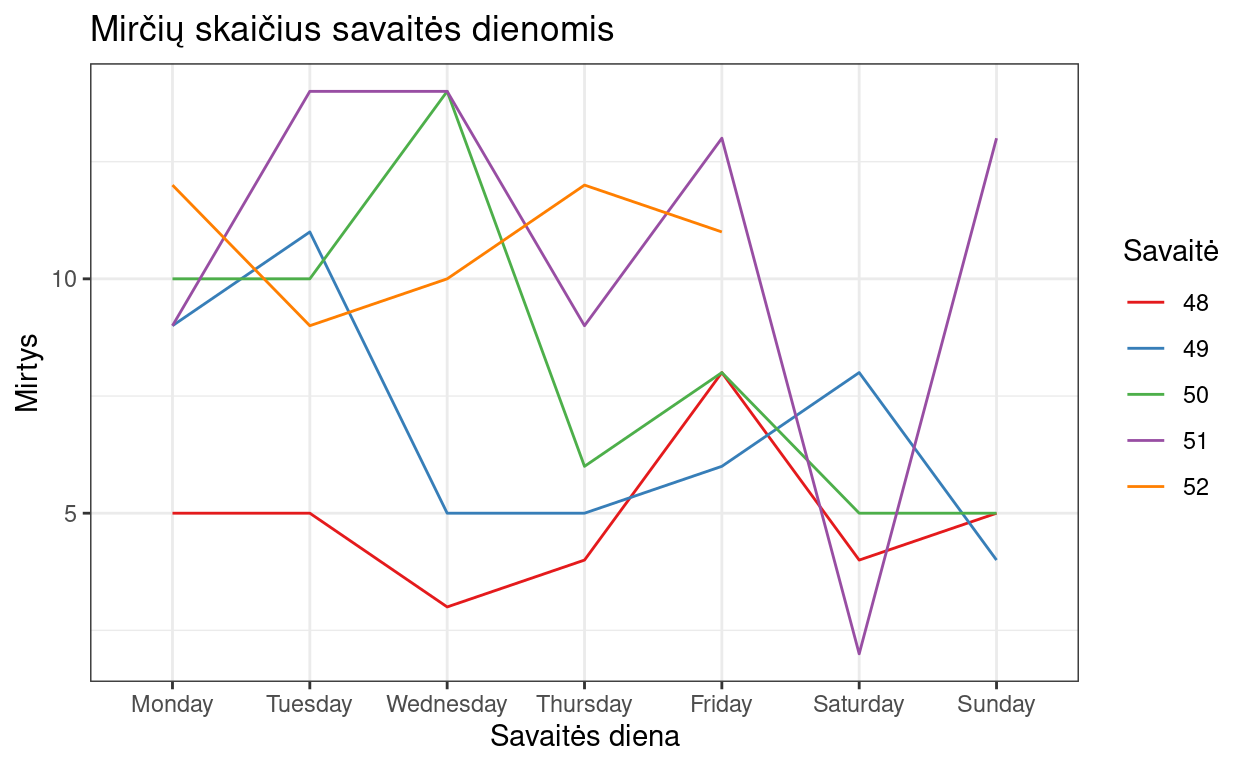 Mirčių skaičius savaitės dienomis
Mirtys
10
5
Monday Tuesday Wednesday Thursday Friday Saturday Sunday
Savaitės diena
Savaitė
48
49
50
51
52